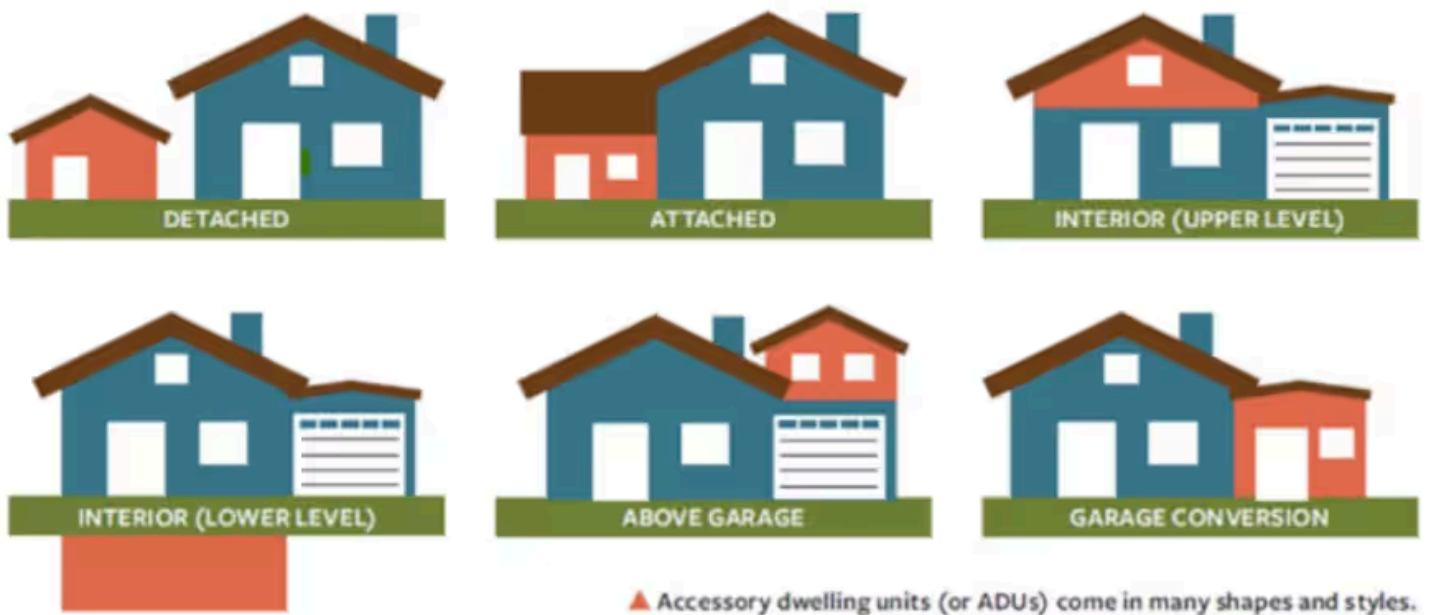 DETACHED
ATTACHED
INTERIOR (UPPER LEVEL)
INTERIOR (LOWER LEVEL)
ABOVE GARAGE
GARAGE CONVERSION
Accessory dwelling units (or ADUs) come in many shapes and styles.